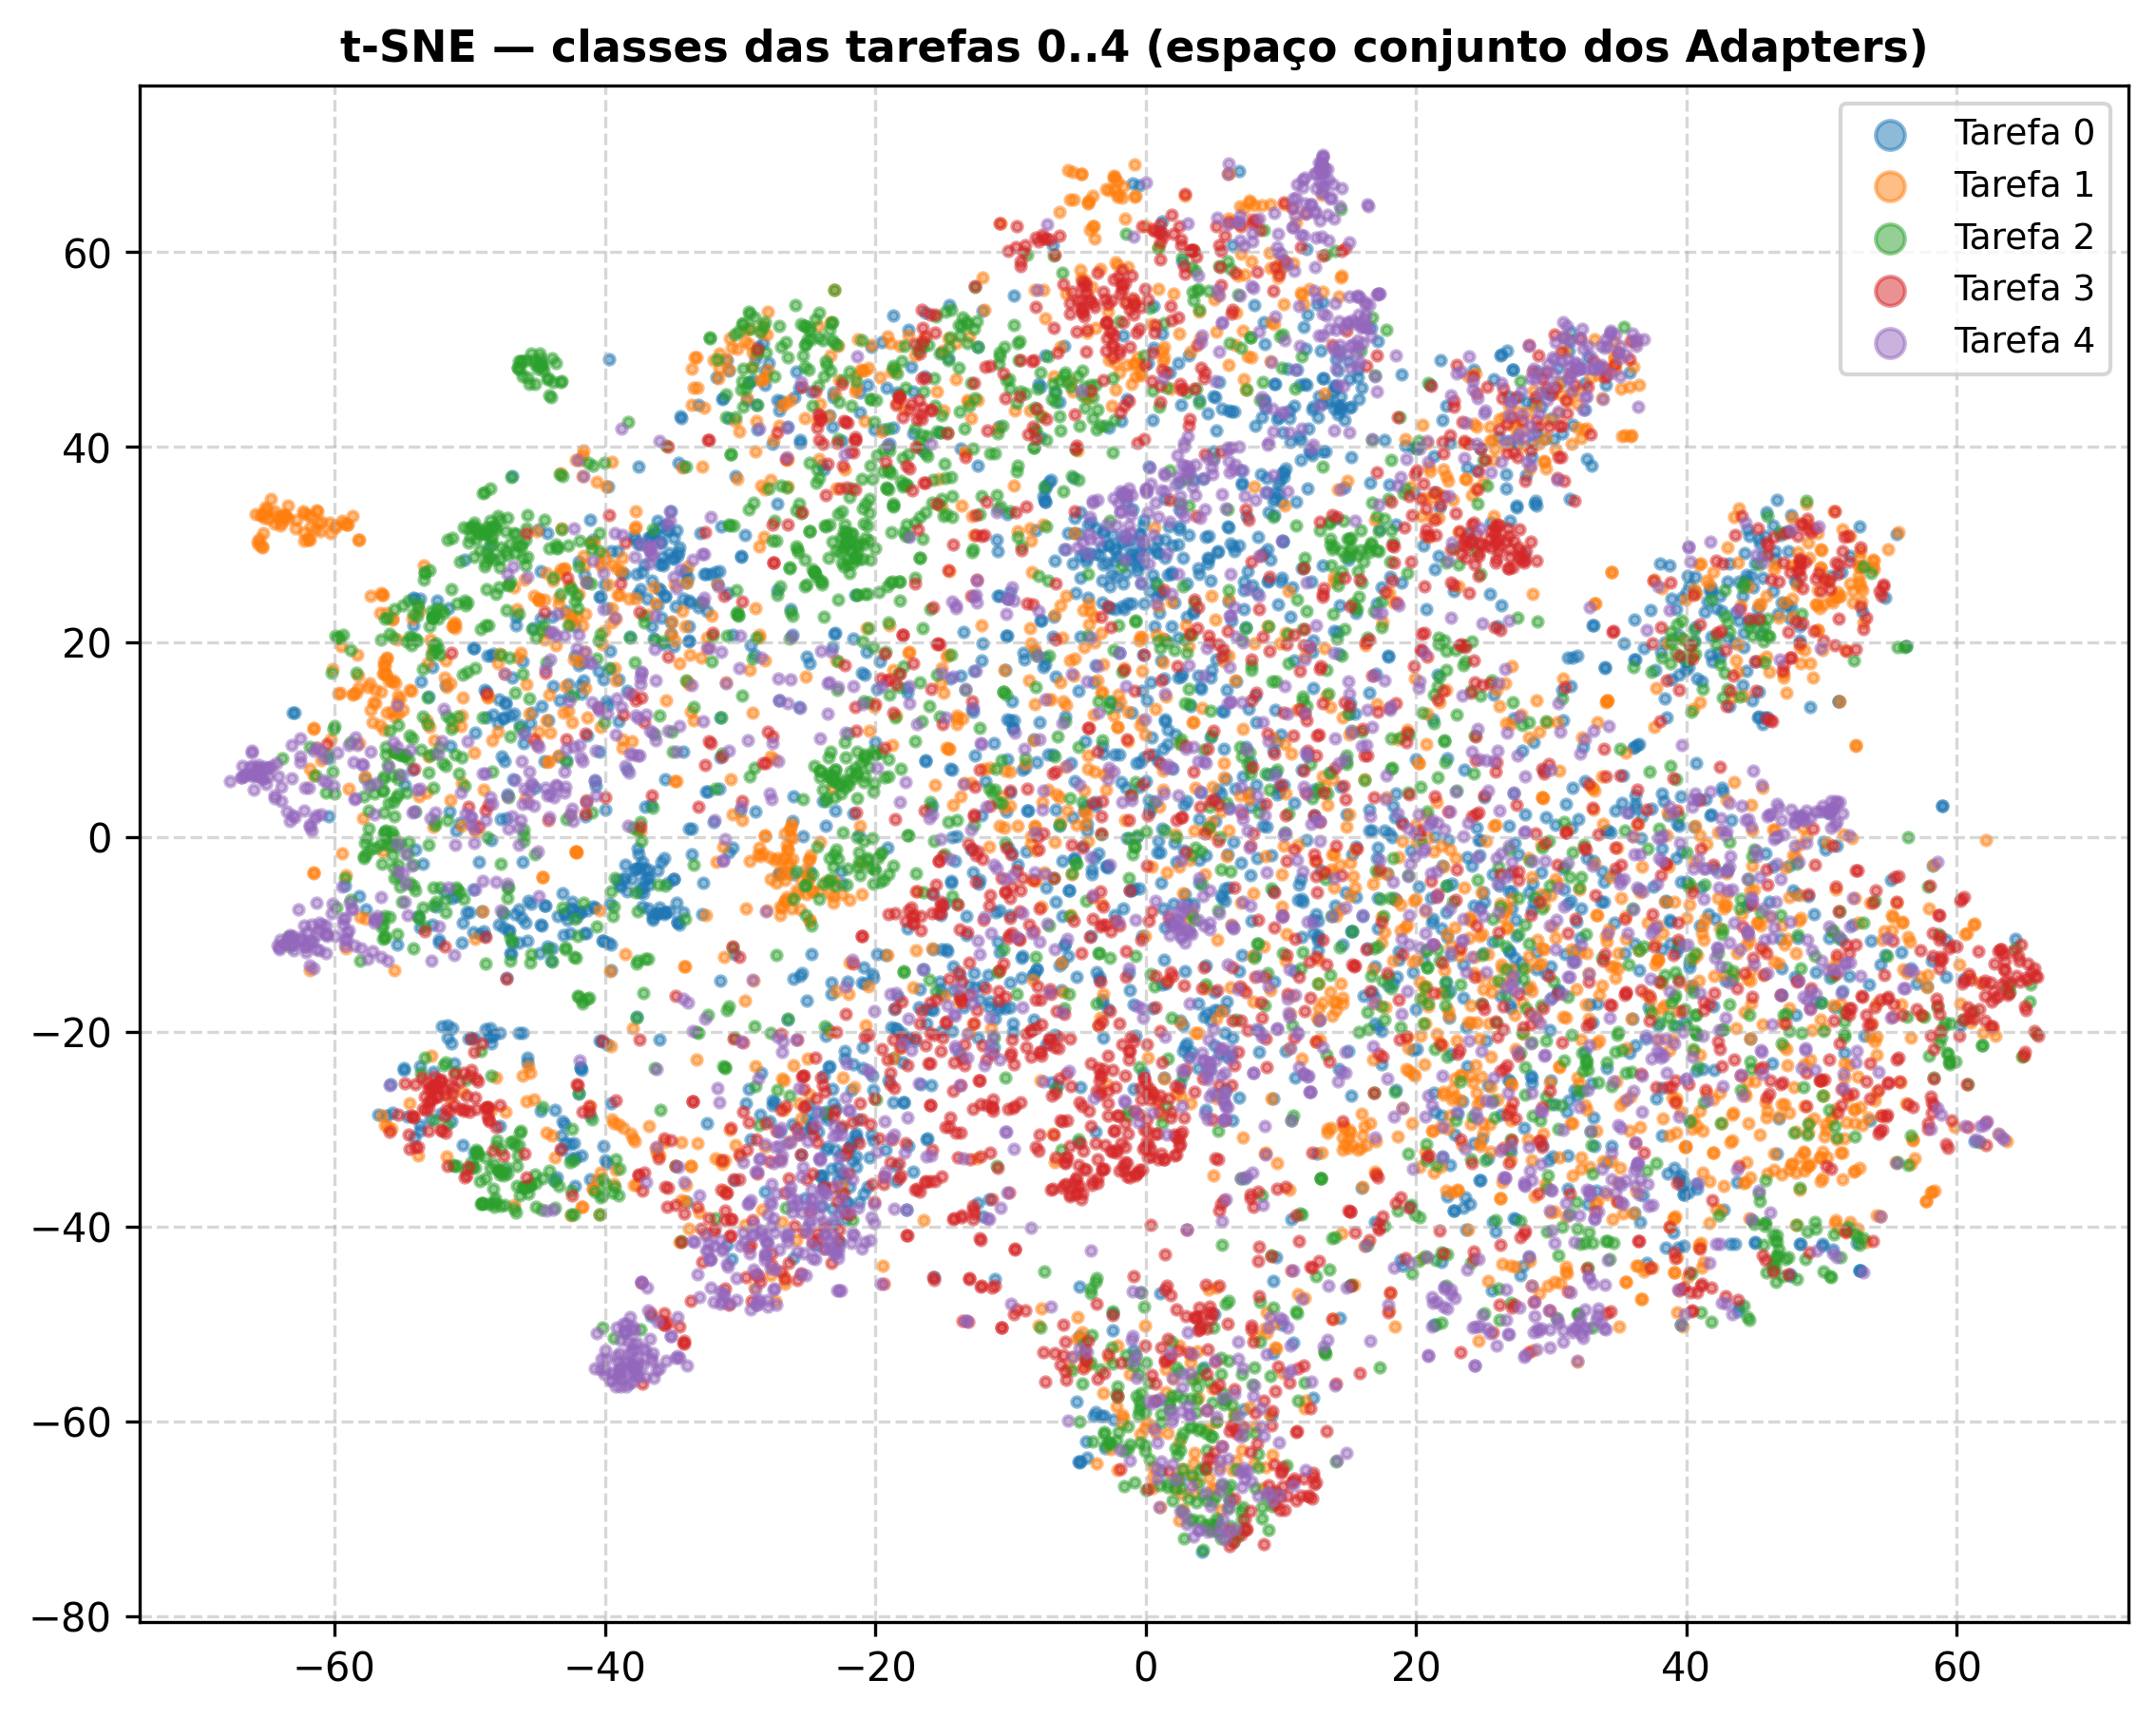 t-SNE — classes das tarefas 0..4 (espaço conjunto dos Adapters)
Tarefa 0
Tarefa 1
Tarefa 2
Tarefa 3
Tarefa 4
60
40
20
0
−20
−40
−60
−80
−60 −40 −20 0 20 40 60